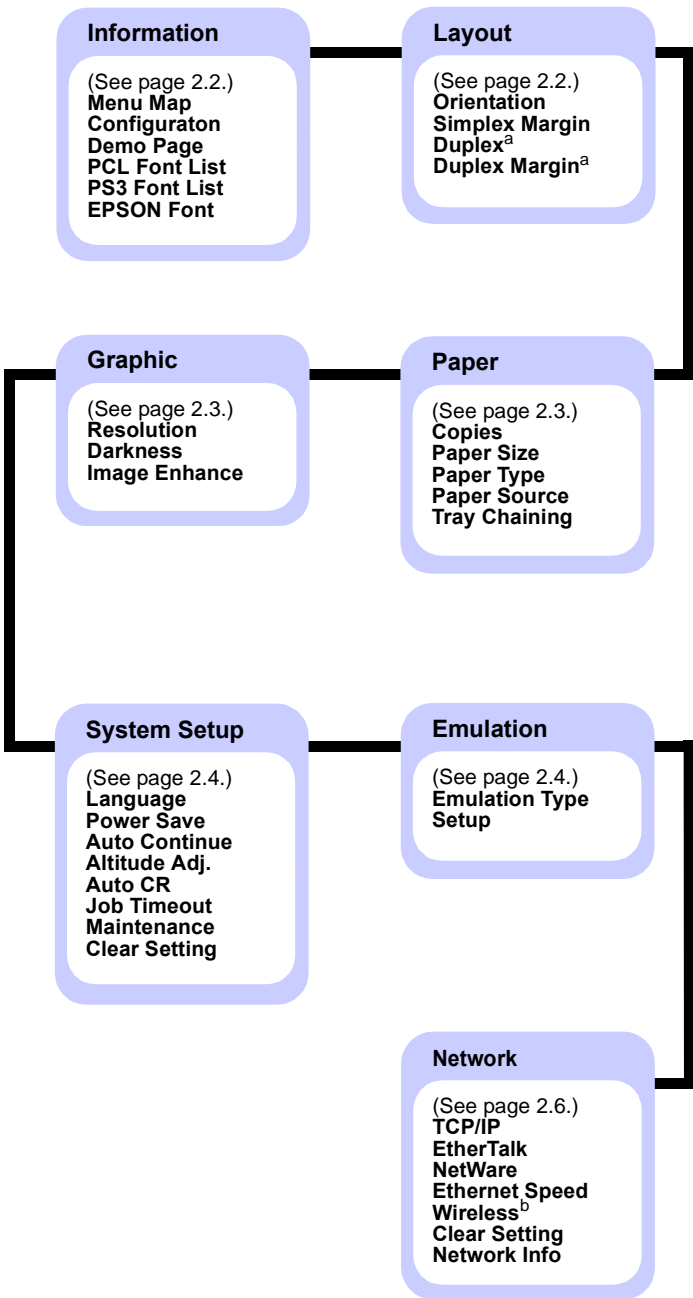 Information
(See page 2.2.)
Menu Map
Configuraton
Demo Page
PCL Font List
PS3 Font List
EPSON Font
Layout
(See page 2.2.)
Orientation
Simplex Margin
Duplexa
Duplex Margina
Graphic
(See page 2.3.)
Resolution
Darkness
Image Enhance
Paper
(See page 2.3.)
Copies
Paper Size
Paper Type
Paper Source
Tray Chaining
System Setup
(See page 2.4.)
Language
Power Save
Auto Continue
Altitude Adj.
Auto CR
Job Timeout
Maintenance
Clear Setting
Emulation
(See page 2.4.)
Emulation Type
Setup
Network
(See page 2.6.)
TCP/IP
EtherTalk
NetWare
Ethernet Speed
Wirelessb
Clear Setting
Network Info